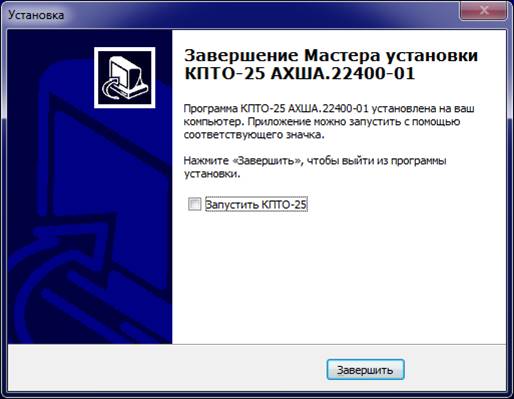 Установка
Завершение Мастера установки
КПТО-25 АХША.22400-01
Программа КПТО-25 АХША.22400-01 установлена на ваш
компьютер. Приложение можно запустить с помощью
соответствующего значка.
Нажмите «Завершить», чтобы выйти из программы
установки.
Запустить КПТО-25
Завершить